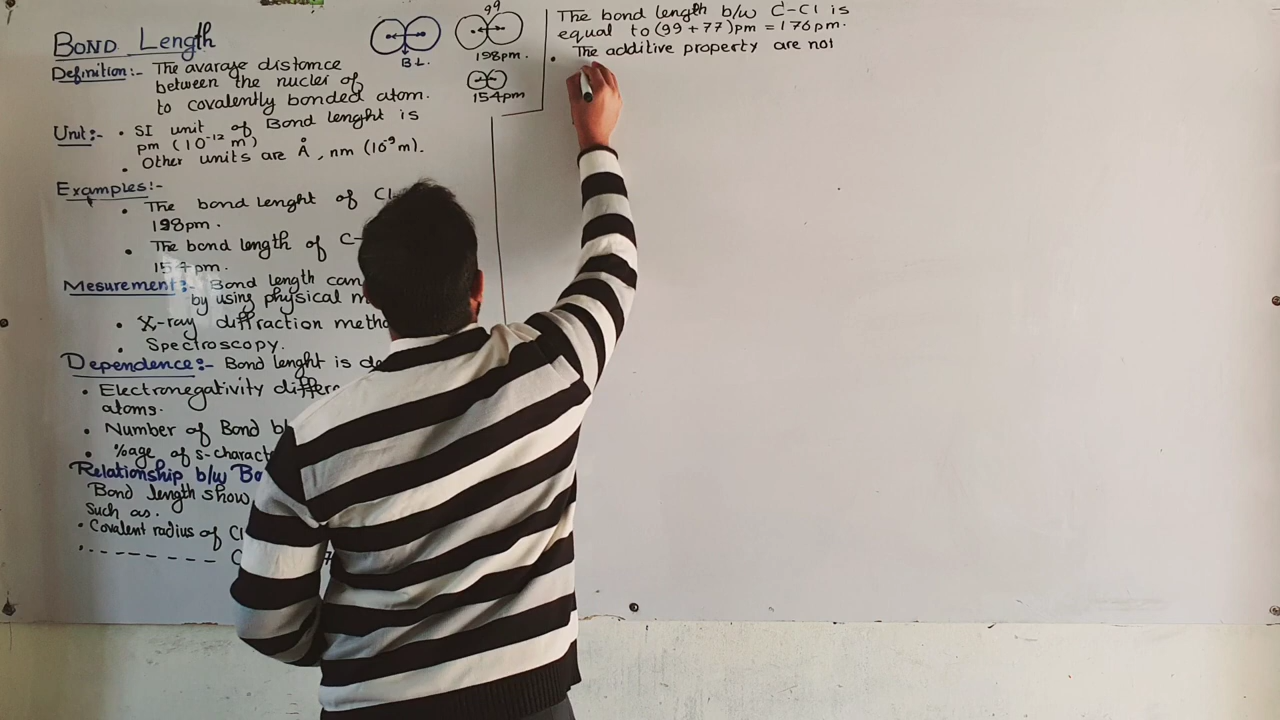 BOND Length
Definition:- The avarage distance
between the nuclei of
to covalently bonded atom.
Unit:- • SI unit of Bond lenght is
pm (10⁻¹² m)
• Other units are Å, nm (10⁻⁹m).
Examples:-
• The bond lenght of Cl
198pm.
• The bond length of C-
154pm.
Mesurement:- Bond length can
by using physical m
• X-ray diffraction metho
• Spectroscopy.
Dependence:- Bond lenght is de
• Electronegativity differe
atoms.
• Number of Bond b/
• %age of s-characte
Relationship b/w Bo
Bond length show
Such as.
• Covalent radius of Cl
:- - - - - - - - C 7
B L.
99
198pm.
154pm
The bond length b/w C-Cl is
equal to (99+77)pm = 176pm.
• The additive property are not